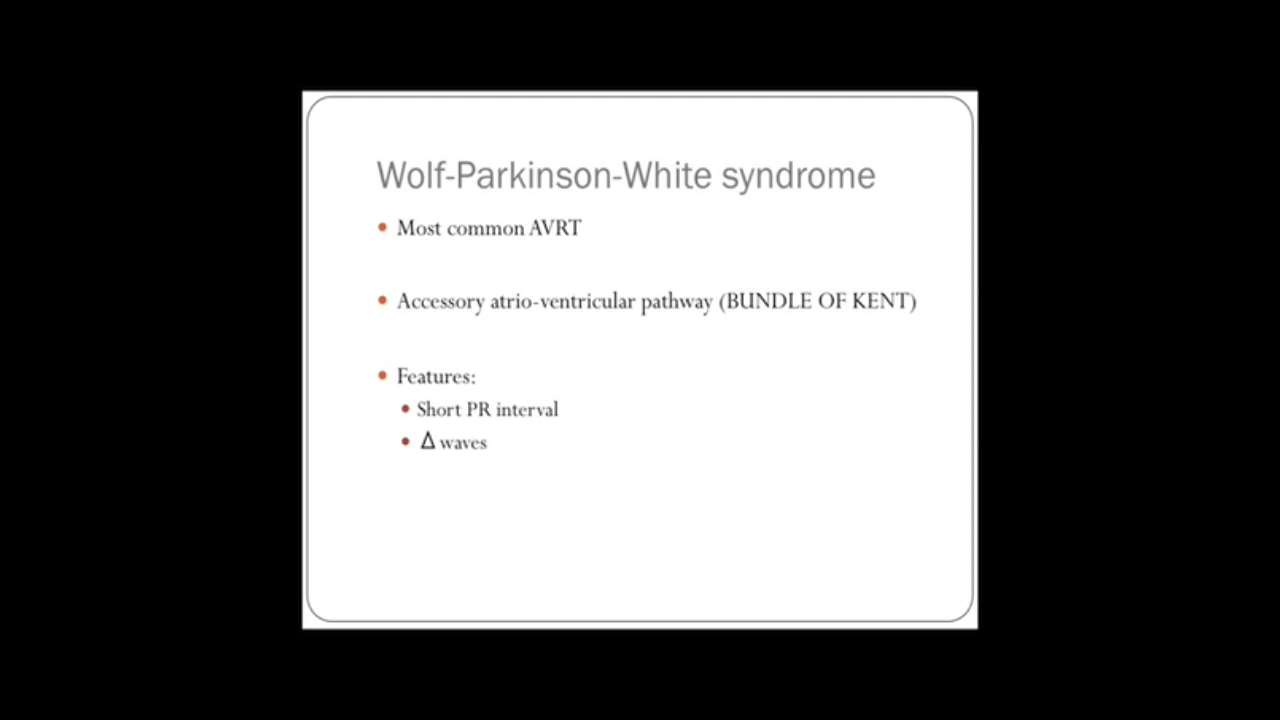 Wolf-Parkinson-White syndrome
• Most common AVRT
• Accessory atrio-ventricular pathway (BUNDLE OF KENT)
• Features:
• Short PR interval
• Δ waves